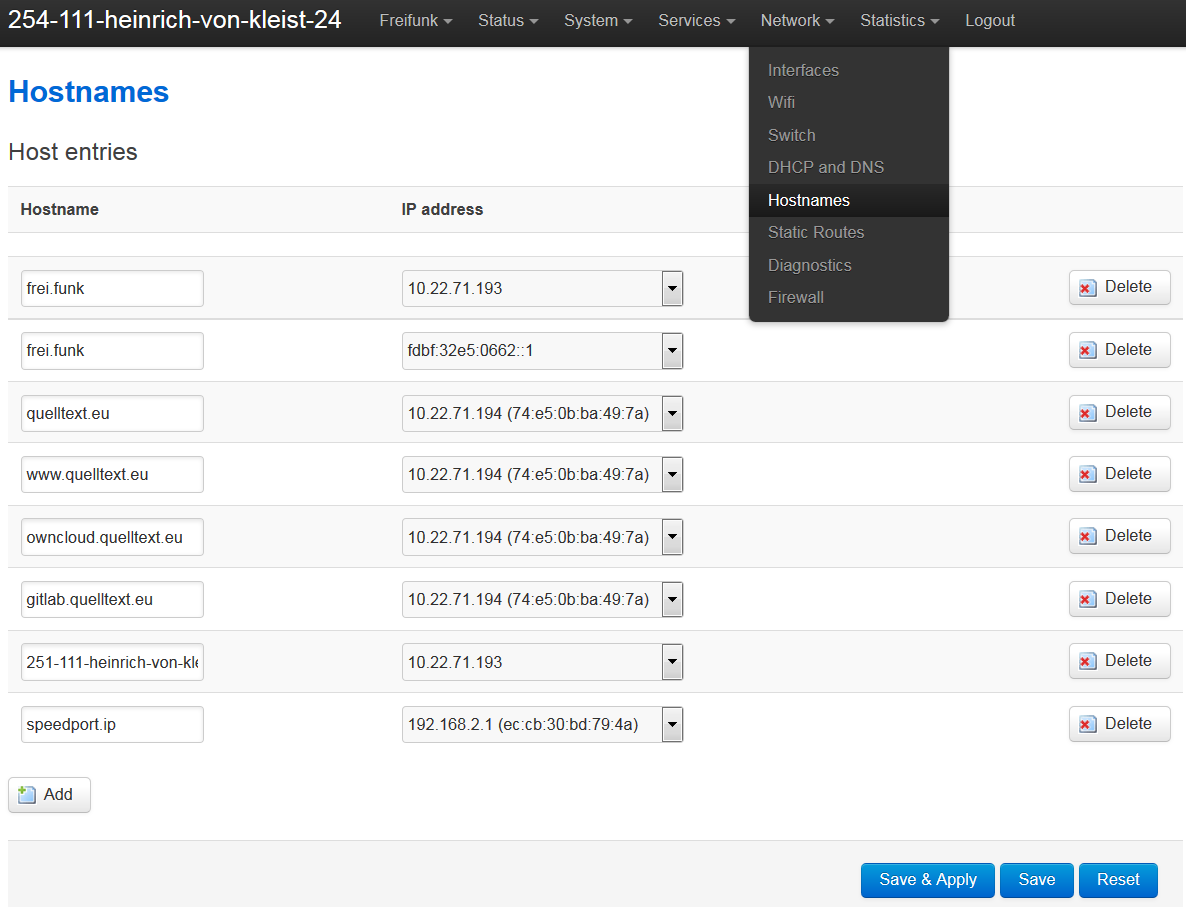 254-111-heinrich-von-kleist-24 Freifunk Status System Services Network Statistics Logout
Interfaces
Wifi
Switch
DHCP and DNS
Hostnames
Static Routes
Diagnostics
Firewall
Hostnames
Host entries
Hostname IP address
frei.funk 10.22.71.193 Delete
frei.funk fdbf:32e5:0662::1 Delete
quelltext.eu 10.22.71.194 (74:e5:0b:ba:49:7a) Delete
www.quelltext.eu 10.22.71.194 (74:e5:0b:ba:49:7a) Delete
owncloud.quelltext.eu 10.22.71.194 (74:e5:0b:ba:49:7a) Delete
gitlab.quelltext.eu 10.22.71.194 (74:e5:0b:ba:49:7a) Delete
251-111-heinrich-von-kle 10.22.71.193 Delete
speedport.ip 192.168.2.1 (ec:cb:30:bd:79:4a) Delete
Add
Save & Apply Save Reset